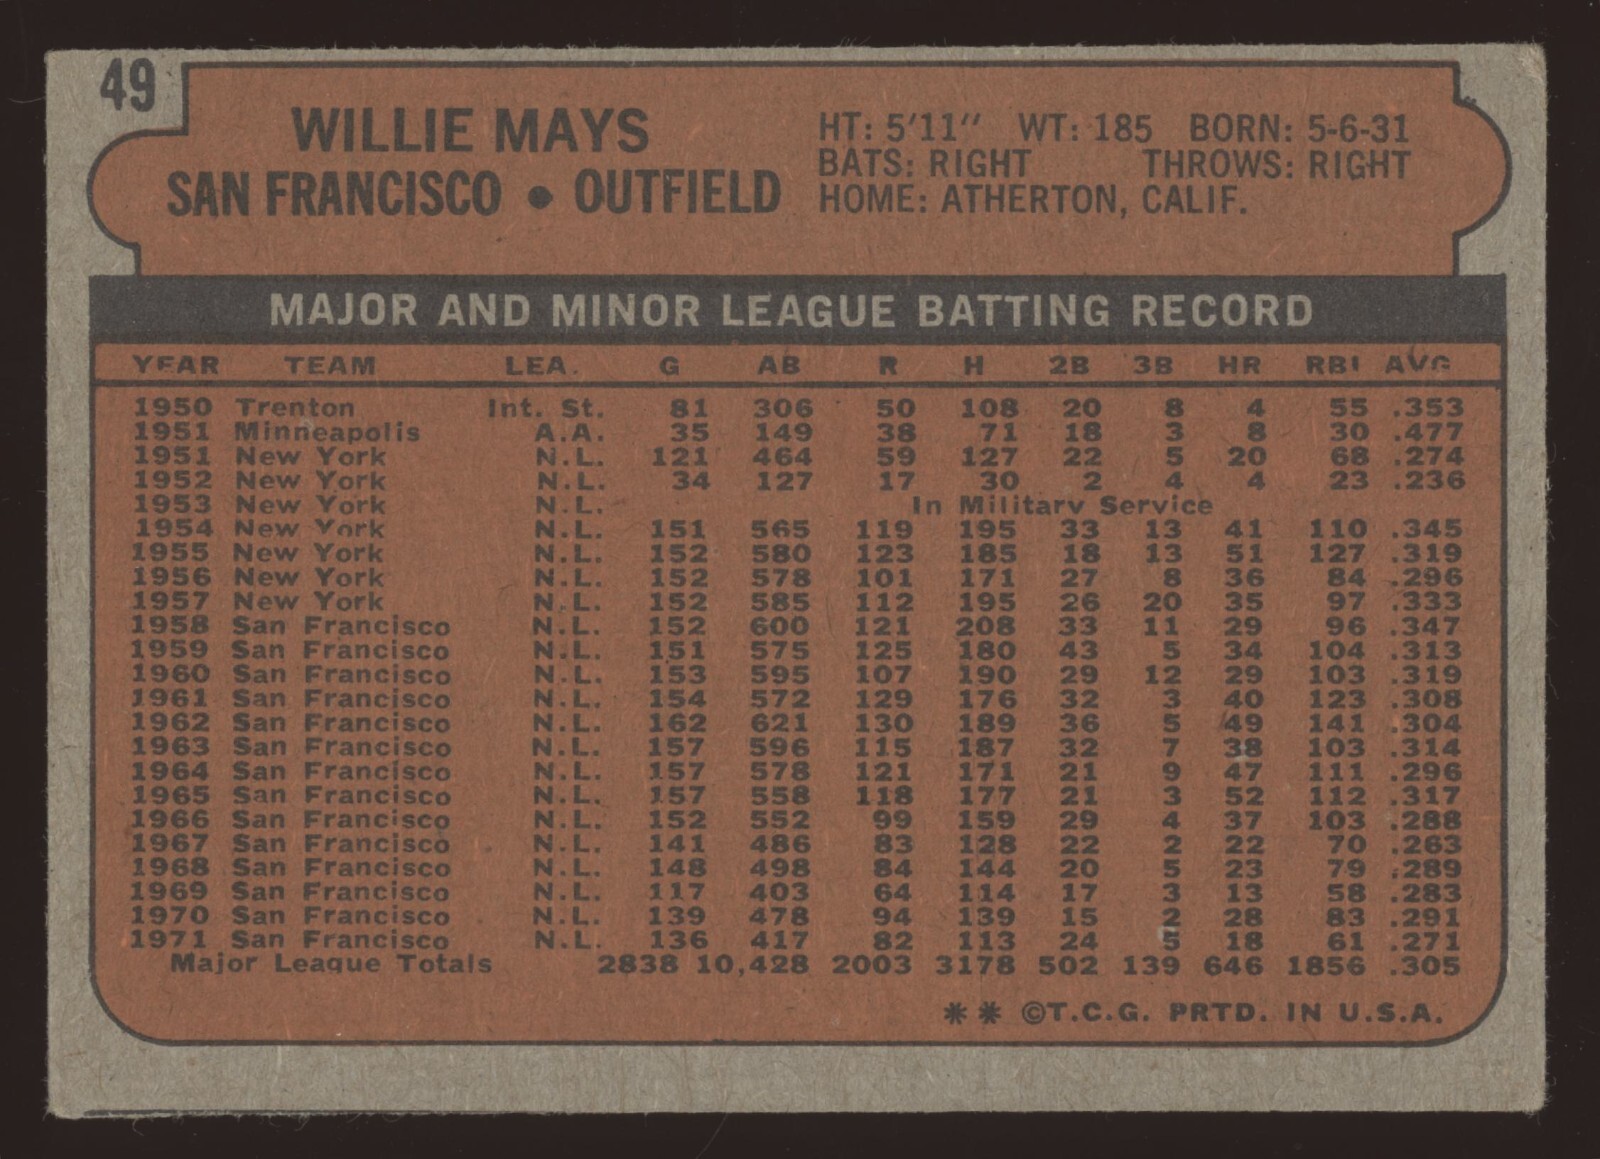 49
WILLIE MAYS
SAN FRANCISCO • OUTFIELD
HT: 5'11" WT: 185 BORN: 5-6-31
BATS: RIGHT THROWS: RIGHT
HOME: ATHERTON, CALIF.
MAJOR AND MINOR LEAGUE BATTING RECORD
YEAR TEAM LEA. G AB R H 2B 3B HR RBI AVG
1950 Trenton Int. St. 81 306 50 108 20 8 4 55 .353
1951 Minneapolis A.A. 35 149 38 71 18 3 8 30 .477
1951 New York N.L. 121 464 59 127 22 5 20 68 .274
1952 New York N.L. 34 127 17 30 2 4 4 23 .236
1953 New York N.L. In Military Service
1954 New York N.L. 151 565 119 195 33 13 41 110 .345
1955 New York N.L. 152 580 123 185 18 13 51 127 .319
1956 New York N.L. 152 578 101 171 27 8 36 84 .296
1957 New York N.L. 152 585 112 195 26 20 35 97 .333
1958 San Francisco N.L. 152 600 121 208 33 11 29 96 .347
1959 San Francisco N.L. 151 575 125 180 43 5 34 104 .313
1960 San Francisco N.L. 153 595 107 190 29 12 29 103 .319
1961 San Francisco N.L. 154 572 129 176 32 3 40 123 .308
1962 San Francisco N.L. 162 621 130 189 36 5 49 141 .304
1963 San Francisco N.L. 157 596 115 187 32 7 38 103 .314
1964 San Francisco N.L. 157 578 121 171 21 9 47 111 .296
1965 San Francisco N.L. 157 558 118 177 21 3 52 112 .317
1966 San Francisco N.L. 152 552 99 159 29 4 37 103 .288
1967 San Francisco N.L. 141 486 83 128 22 2 22 70 .263
1968 San Francisco N.L. 148 498 84 144 20 5 23 79 .289
1969 San Francisco N.L. 117 403 64 114 17 3 13 58 .283
1970 San Francisco N.L. 139 478 94 139 15 2 28 83 .291
1971 San Francisco N.L. 136 417 82 113 24 5 18 61 .271
Major League Totals 2838 10,428 2003 3178 502 139 646 1856 .305
** ©T.C.G. PRTD. IN U.S.A.